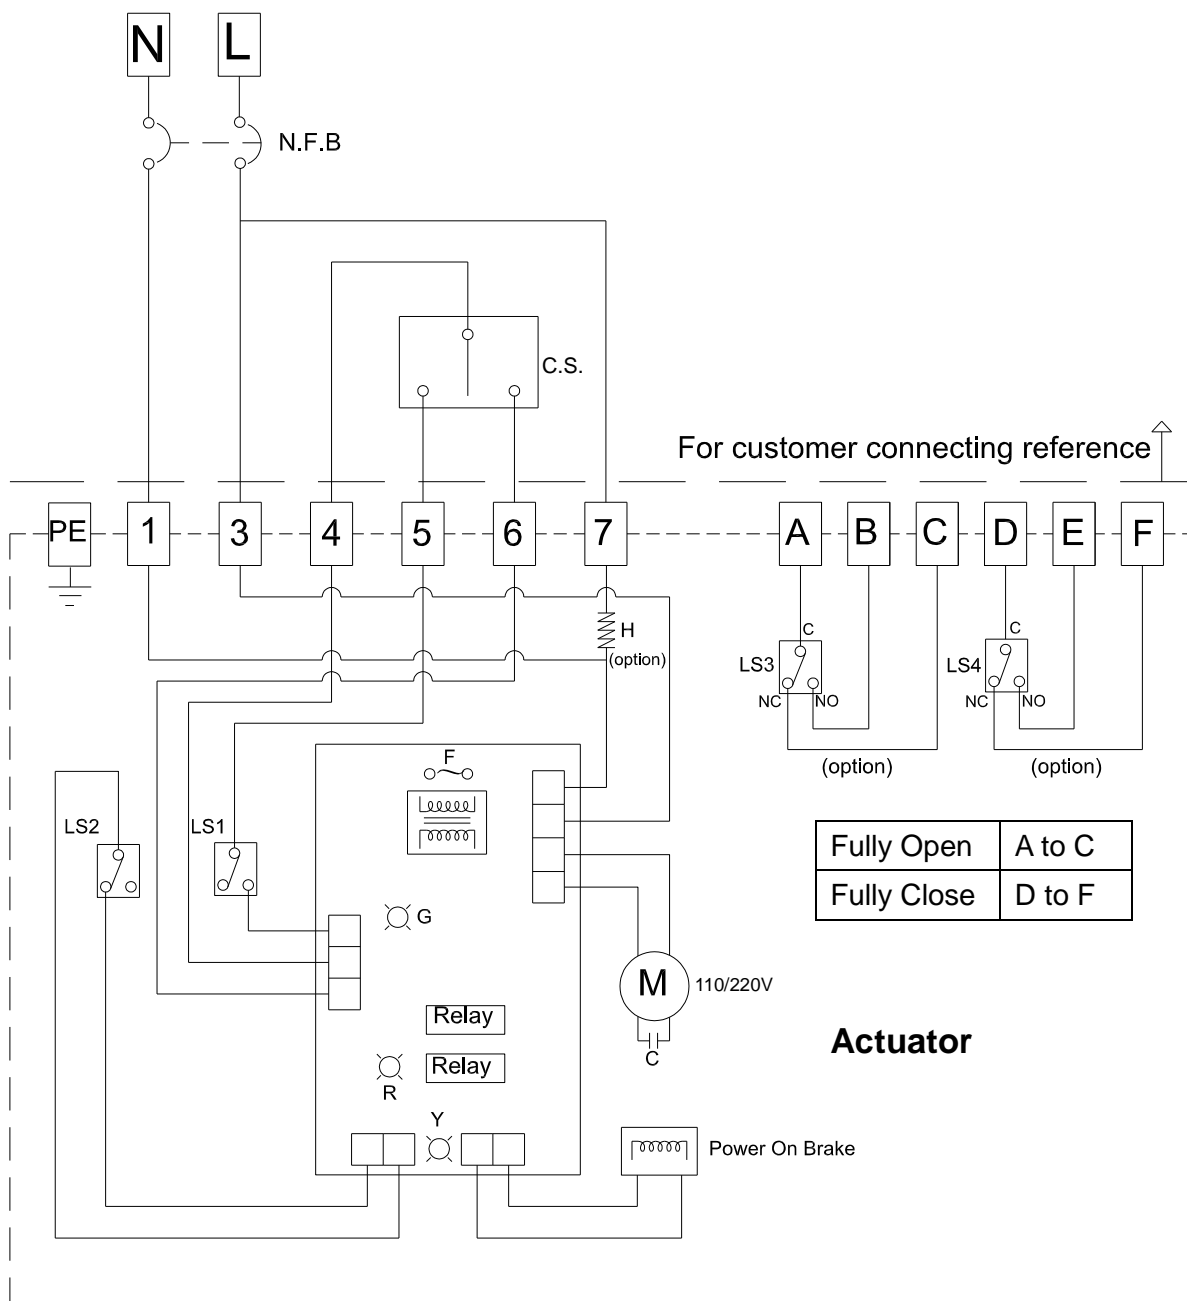 N L
N.F.B
C.S.
For customer connecting reference
PE 1 3 4 5 6 7 A B C D E F
H
(option)
C
LS3
NC NO
(option)
C
LS4
NC NO
(option)
F
LS2
LS1
Fully Open A to C
Fully Close D to F
G
M 110/220V
C
Relay
Relay
R
Y
Actuator
Power On Brake